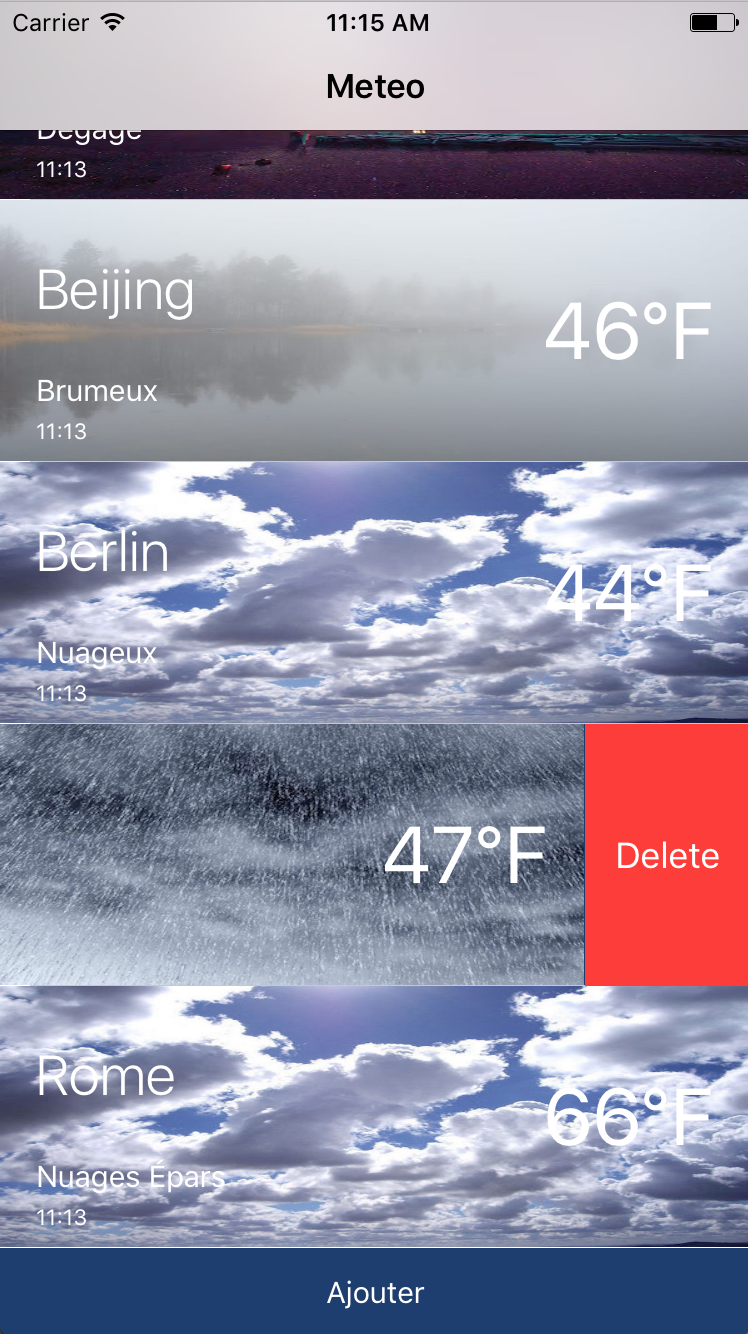 Carrier 11:15 AM
Meteo
Dégagé
11:13
Beijing
46°F
Brumeux
11:13
Berlin
44°F
Nuageux
11:13
47°F
Delete
Rome
66°F
Nuages Épars
11:13
Ajouter